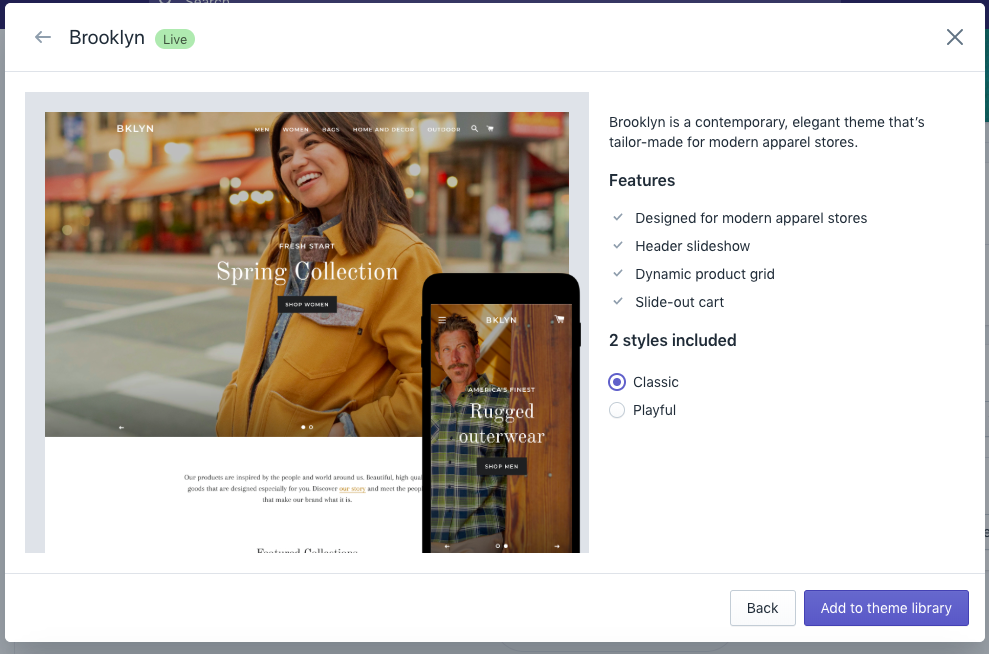 Search
Brooklyn Live
BKLYN
MEN WOMEN BAGS HOME AND DECOR OUTDOOR
FRESH START
Spring Collection
SHOP WOMEN
Our products are inspired by the people and world around us. Beautiful, high
goods that are designed especially for you. Discover our story and meet the
that make our brand what it is.
Featured Collections
BKLYN
AMERICA'S FINEST
Rugged
outerwear
SHOP MEN
Brooklyn is a contemporary, elegant theme that's
tailor-made for modern apparel stores.
Features
Designed for modern apparel stores
Header slideshow
Dynamic product grid
Slide-out cart
2 styles included
Classic
Playful
Back
Add to theme library